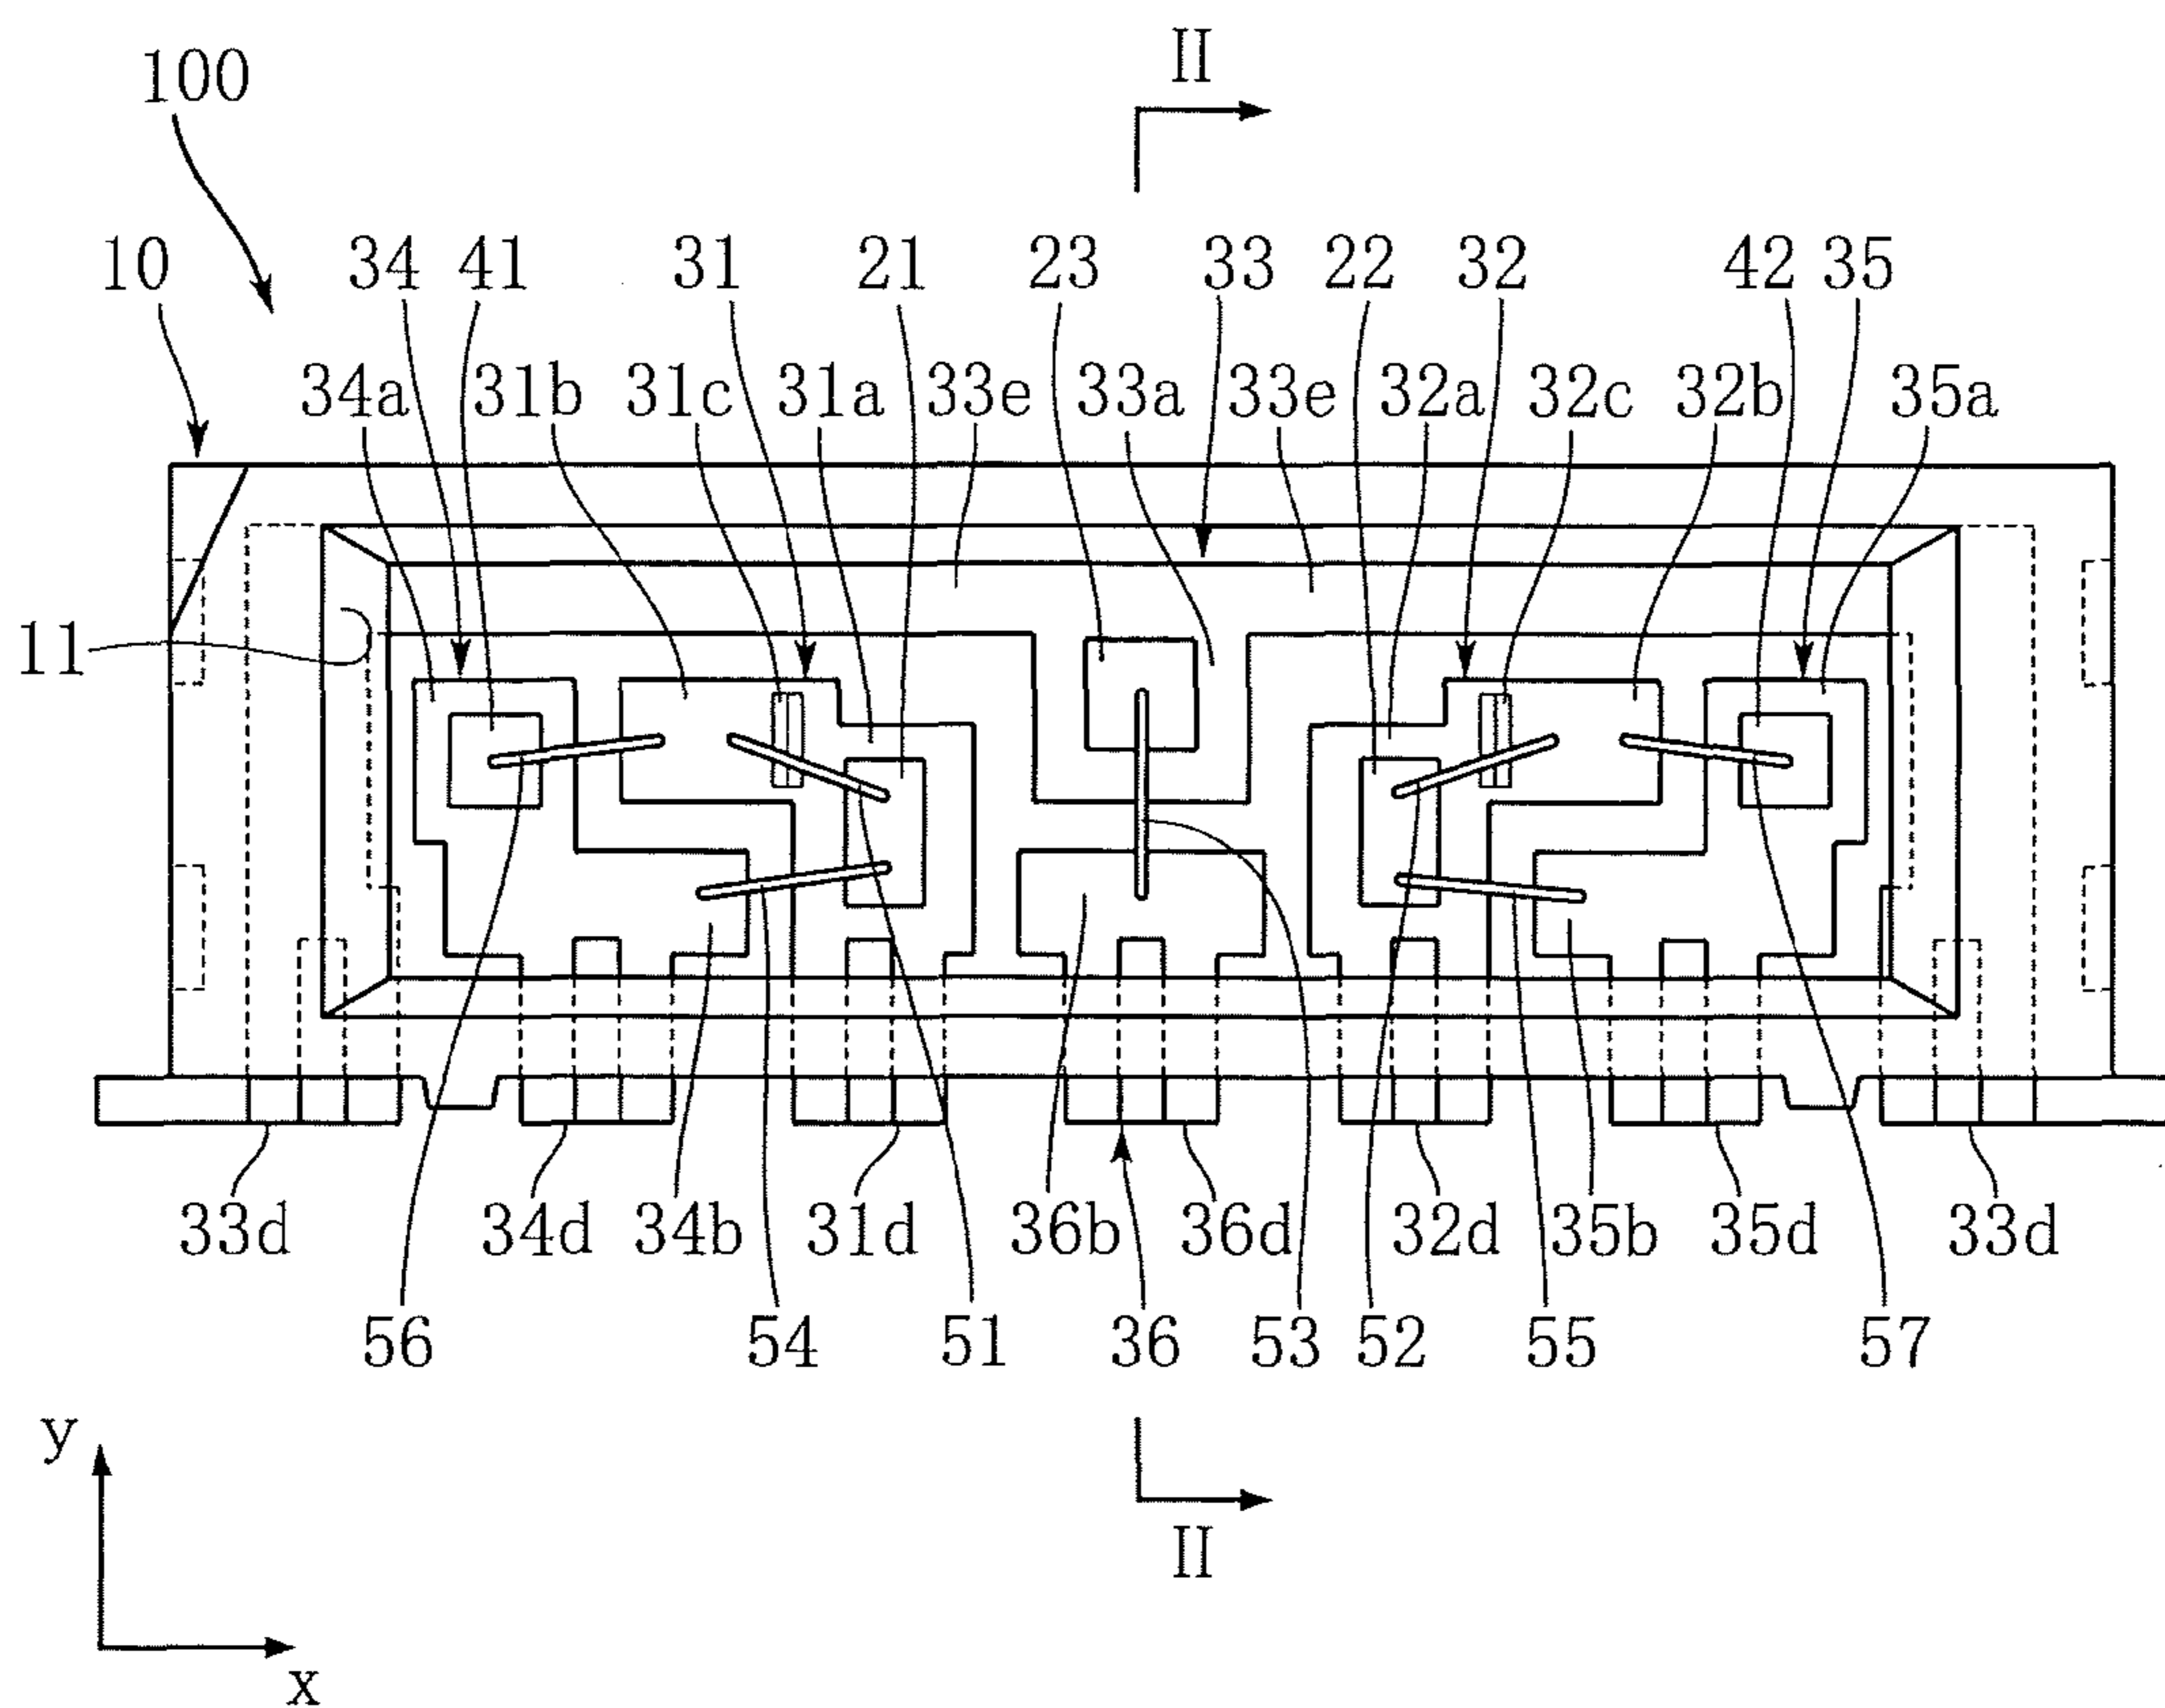 II
100
10 34 41 31 21 23 33 22 32 42 35
34a 31b 31c 31a 33e 33a 33e 32a 32c 32b 35a
11
33d 34d 34b 31d 36b 36d 32d 35b 35d 33d
56 54 51 36 53 52 55 57
y
II
x